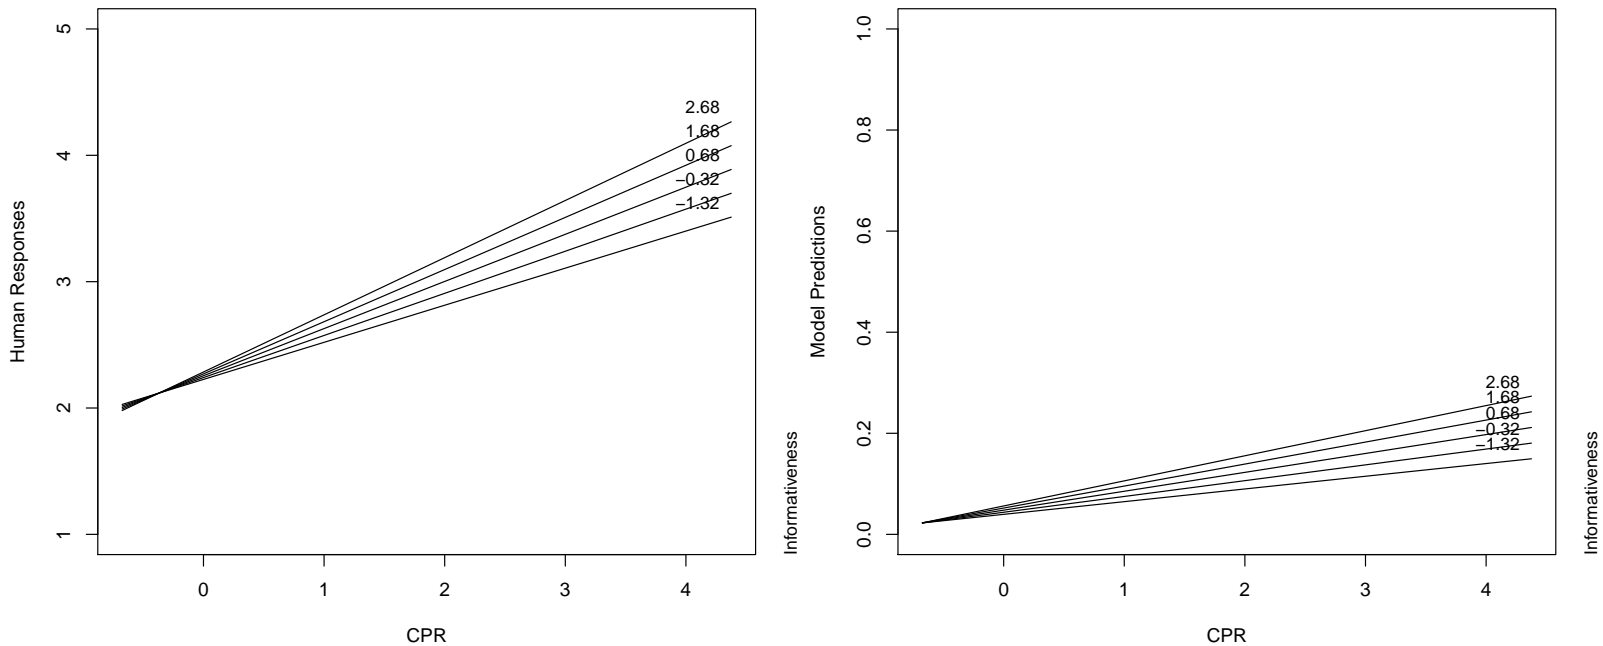 5
4
3
2
1
Human Responses
2.68
1.68
0.68
−0.32
−1.32
Informativeness
0 1 2 3 4
CPR
1.0
0.8
0.6
0.4
0.2
0.0
Model Predictions
2.68
1.68
0.68
−0.32
−1.32
Informativeness
0 1 2 3 4
CPR